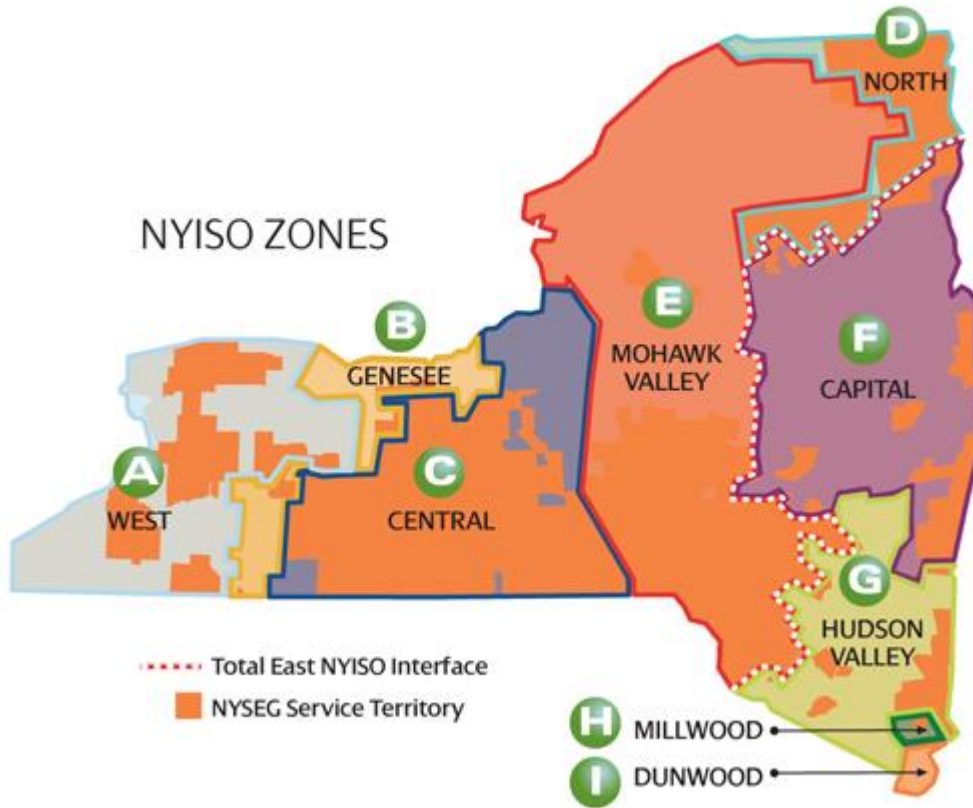 D
NORTH
NYISO ZONES
B
GENESEE
E
MOHAWK
VALLEY
F
CAPITAL
A
WEST
C
CENTRAL
G
HUDSON
VALLEY
Total East NYISO Interface
NYSEG Service Territory
H MILLWOOD
I DUNWOOD